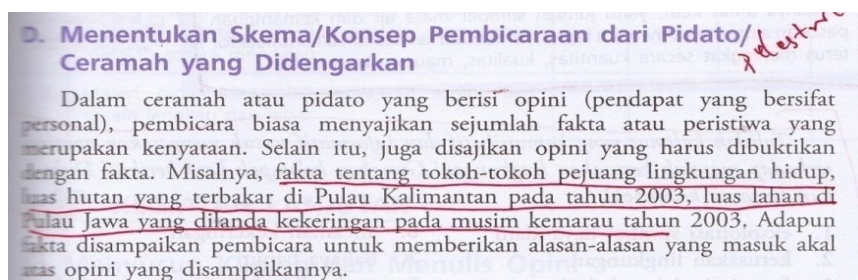 D. Menentukan Skema/Konsep Pembicaraan dari Pidato/
Ceramah yang Didengarkan
Dalam ceramah atau pidato yang berisi opini (pendapat yang bersifat
personal), pembicara biasa menyajikan sejumlah fakta atau peristiwa yang
merupakan kenyataan. Selain itu, juga disajikan opini yang harus dibuktikan
dengan fakta. Misalnya, fakta tentang tokoh-tokoh pejuang lingkungan hidup,
luas hutan yang terbakar di Pulau Kalimantan pada tahun 2003, luas lahan di
Pulau Jawa yang dilanda kekeringan pada musim kemarau tahun 2003. Adapun
fakta disampaikan pembicara untuk memberikan alasan-alasan yang masuk akal
atas opini yang disampaikannya.